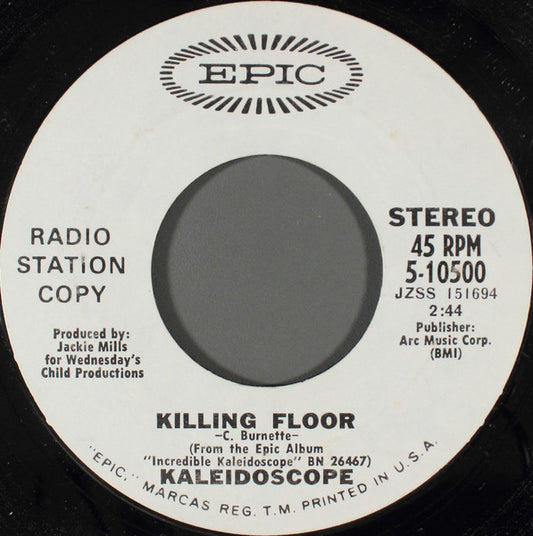 EPIC
RADIO
STATION
COPY
Produced by:
Jackie Mills
for Wednesday's
Child Productions
STEREO
45 RPM
5-10500
JZSS 151694
2:44
Publisher:
Arc Music Corp.
(BMI)
KILLING FLOOR
-C. Burnette-
(From the Epic Album
"Incredible Kaleidoscope" BN 26467)
KALEIDOSCOPE
"EPIC," MARCAS REG. T.M. PRINTED IN U.S.A.